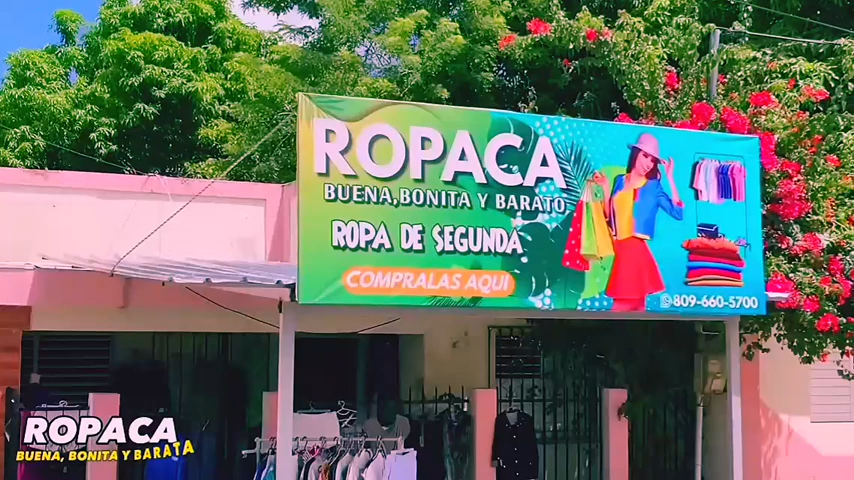 ROPACA
BUENA,BONITA Y BARATO
ROPA DE SEGUNDA
COMPRALAS AQUI
809-660-5700
ROPACA
BUENA, BONITA Y BARATA